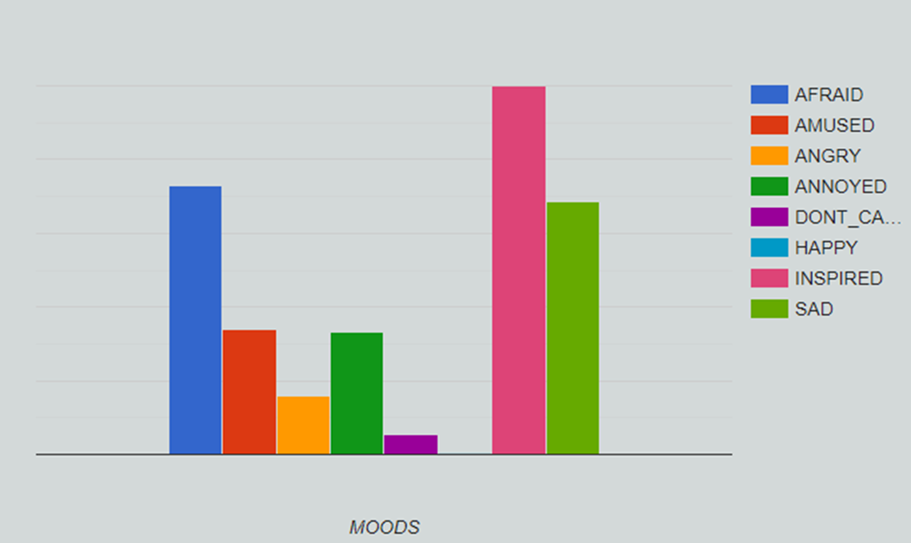 AFRAID
AMUSED
ANGRY
ANNOYED
DONT_CA...
HAPPY
INSPIRED
SAD
MOODS